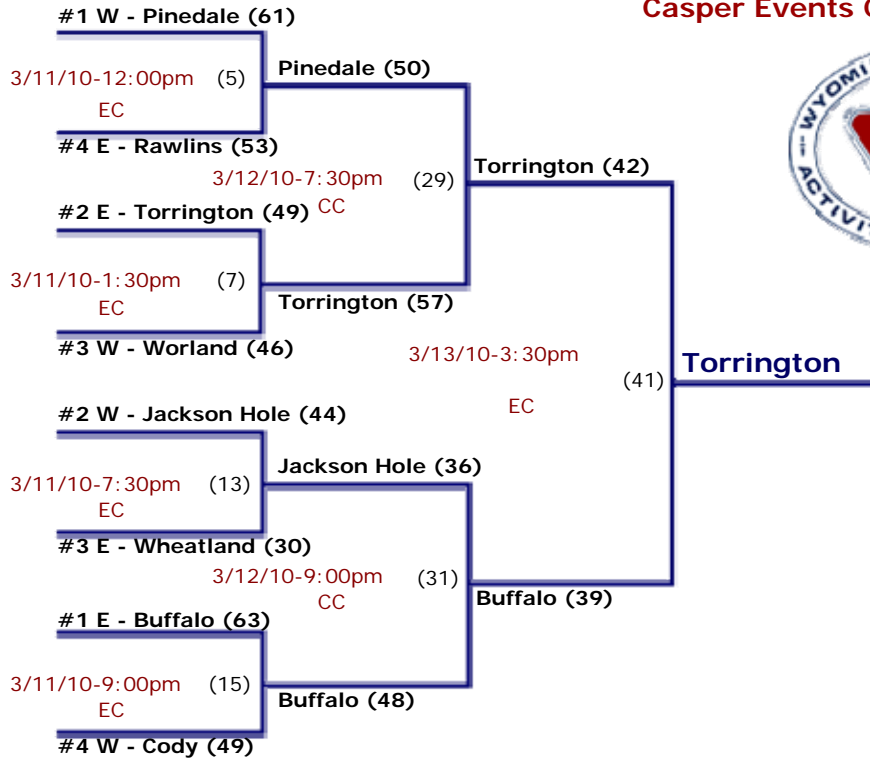 Casper Events
#1 W - Pinedale (61)
3/11/10-12:00pm (5)
EC
Pinedale (50)
#4 E - Rawlins (53)
3/12/10-7:30pm (29)
CC
Torrington (42)
#2 E - Torrington (49)
3/11/10-1:30pm (7)
EC
Torrington (57)
#3 W - Worland (46)
3/13/10-3:30pm
(41)
EC
Torrington
#2 W - Jackson Hole (44)
3/11/10-7:30pm (13)
EC
Jackson Hole (36)
#3 E - Wheatland (30)
3/12/10-9:00pm (31)
CC
Buffalo (39)
#1 E - Buffalo (63)
3/11/10-9:00pm (15)
EC
Buffalo (48)
#4 W - Cody (49)